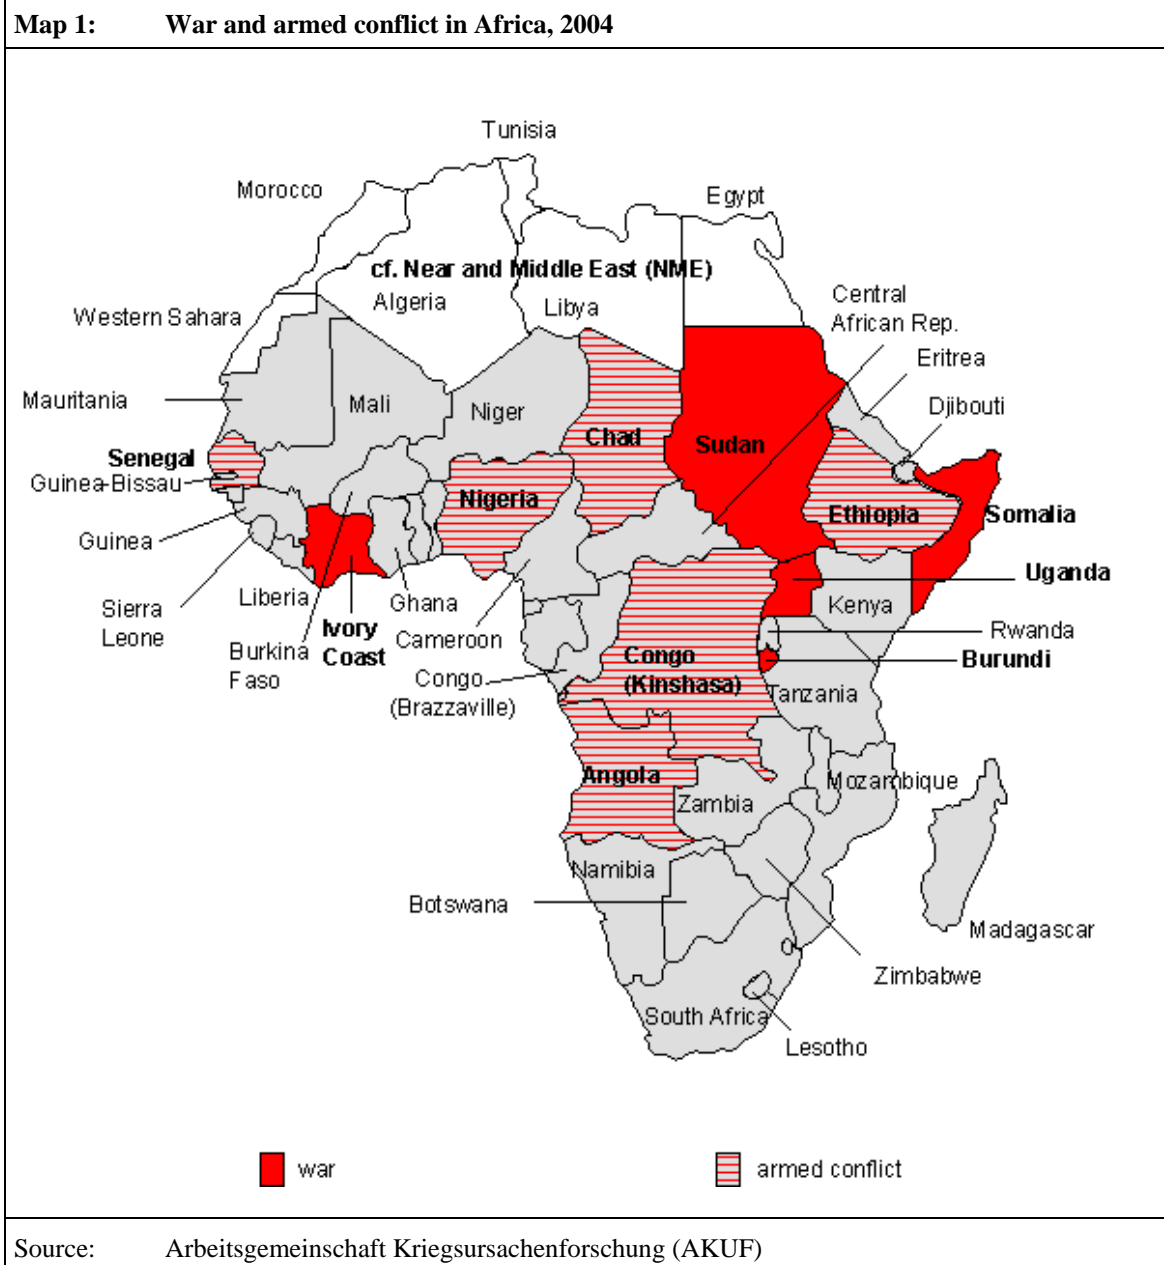 Map 1: War and armed conflict in Africa, 2004
Tunisia
Morocco
Egypt
cf. Near and Middle East (NME)
Algeria
Libya
Central
African Rep.
Western Sahara
Eritrea
Mauritania
Mali
Niger
Djibouti
Chad
Sudan
Senegal
Guinea-Bissau
Nigeria
Ethiopia
Somalia
Guinea
Uganda
Sierra
Leone
Liberia
Ghana
Kenya
Ivory
Coast
Cameroon
Rwanda
Burkina
Faso
Congo
(Kinshasa)
Burundi
Congo
(Brazzaville)
Tanzania
Angola
Mozambique
Zambia
Namibia
Botswana
Madagascar
Zimbabwe
South Africa
Lesotho
war
armed conflict
Source: Arbeitsgemeinschaft Kriegsursachenforschung (AKUF)